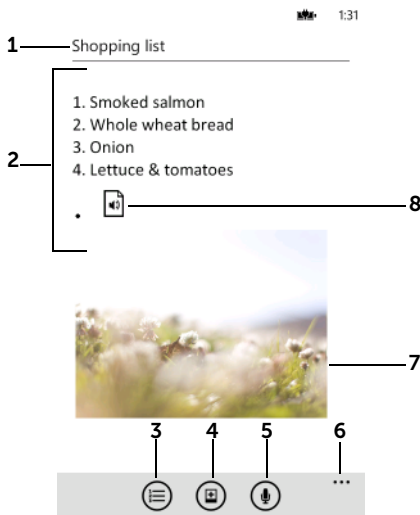 1:31
1 Shopping list
1. Smoked salmon
2. Whole wheat bread
3. Onion
2
4. Lettuce & tomatoes
8
7
3 4 5 6